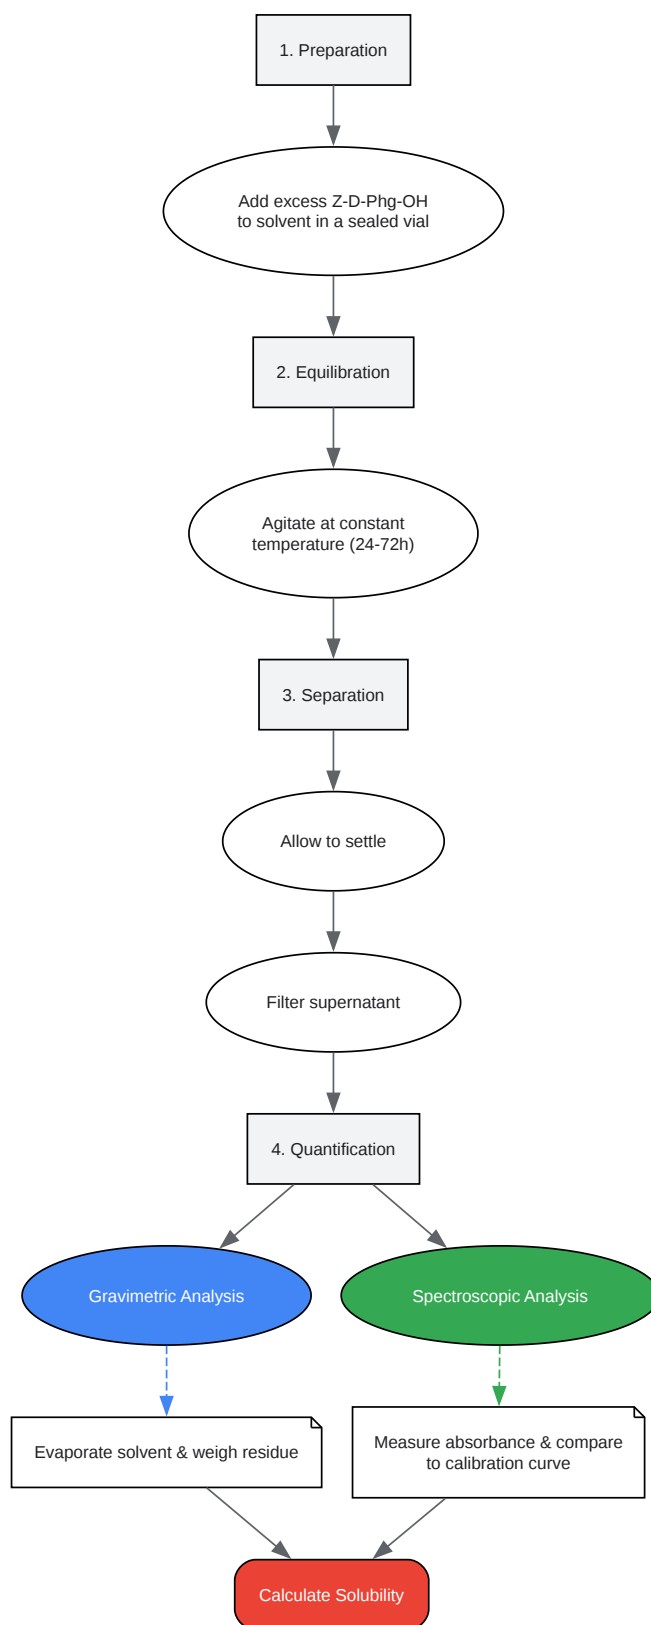 1. Preparation
Add excess Z-D-Phg-OH
to solvent in a sealed vial
2. Equilibration
Agitate at constant
temperature (24-72h)
3. Separation
Allow to settle
Filter supernatant
4. Quantification
Gravimetric Analysis
Spectroscopic Analysis
Evaporate solvent & weigh residue
Measure absorbance & compare
to calibration curve
Calculate Solubility